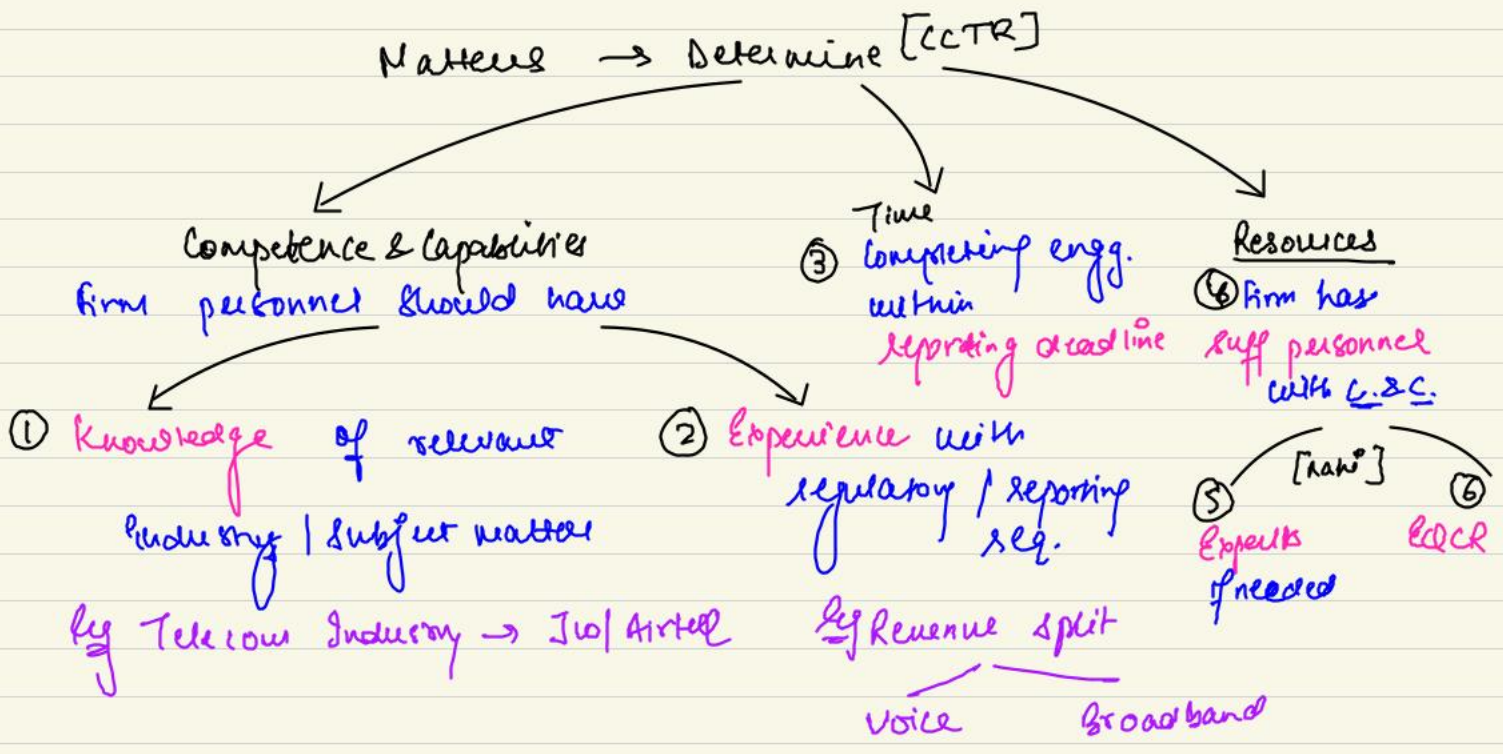 Matters → Determine [CCTR]
Competence & Capabilities
firm personnel should have
① Knowledge of relevant
industry / subject matter
Eg Telecom Industry → Jio/Airtel
② Experience with
regulatory / reporting
req.
Eg Revenue split
Voice
Broadband
Time
③ Completing engg.
within
reporting deadline
Resources
④ Firm has
suff personnel
with C. & C.
⑤ Experts
if needed
⑥ EQCR